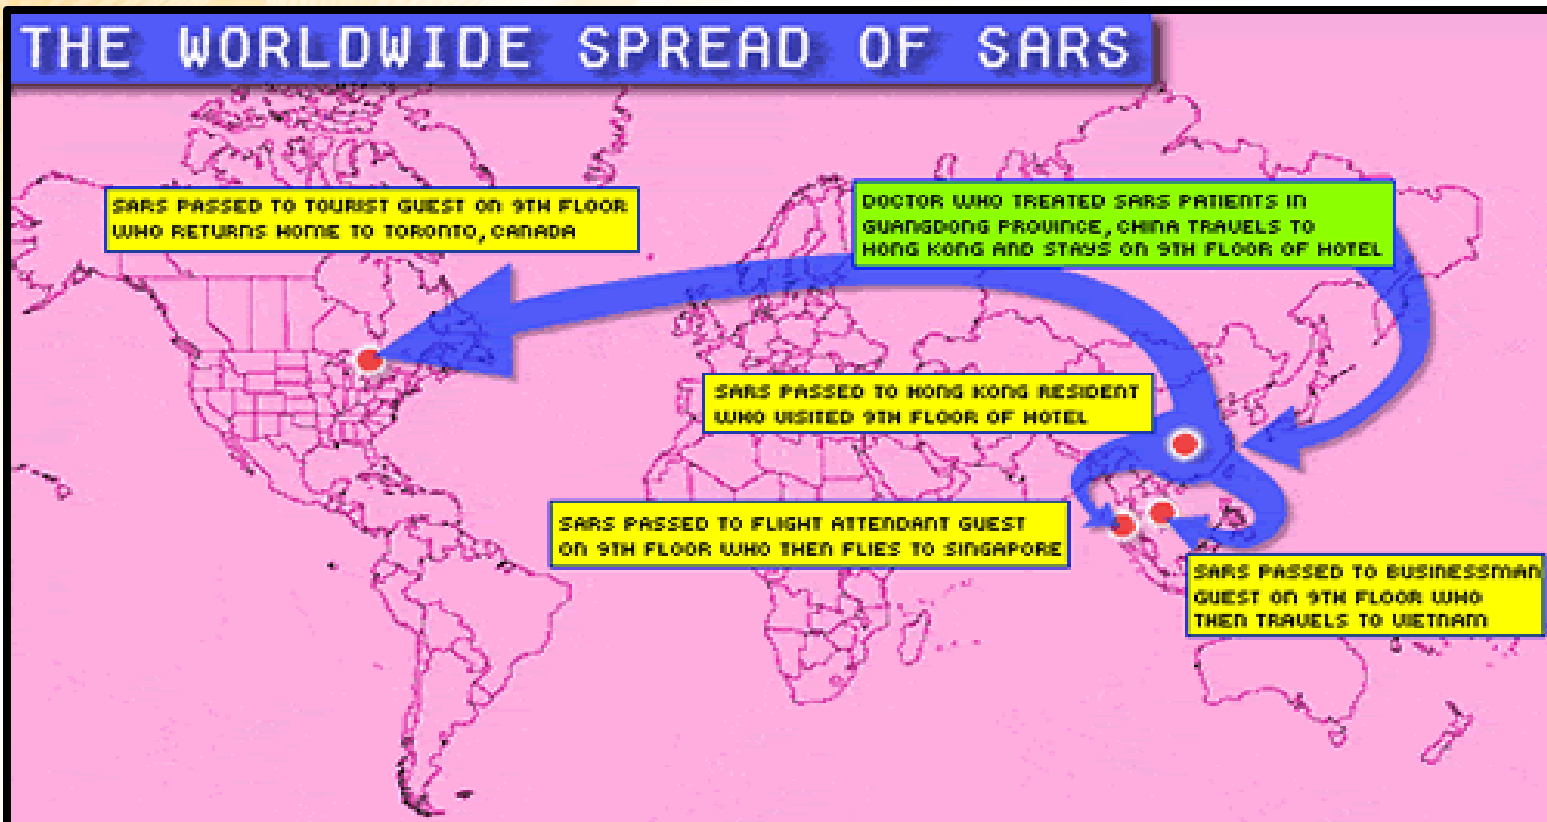 THE WORLDWIDE SPREAD OF SARS
SARS PASSED TO TOURIST GUEST ON 9TH FLOOR
WHO RETURNS HOME TO TORONTO, CANADA
DOCTOR WHO TREATED SARS PATIENTS IN
GUANGDONG PROVINCE, CHINA TRAVELS TO
HONG KONG AND STAYS ON 9TH FLOOR OF HOTEL
SARS PASSED TO HONG KONG RESIDENT
WHO VISITED 9TH FLOOR OF HOTEL
SARS PASSED TO FLIGHT ATTENDANT GUEST
ON 9TH FLOOR WHO THEN FLIES TO SINGAPORE
SARS PASSED TO BUSINESSMAN
GUEST ON 9TH FLOOR WHO
THEN TRAVELS TO VIETNAM